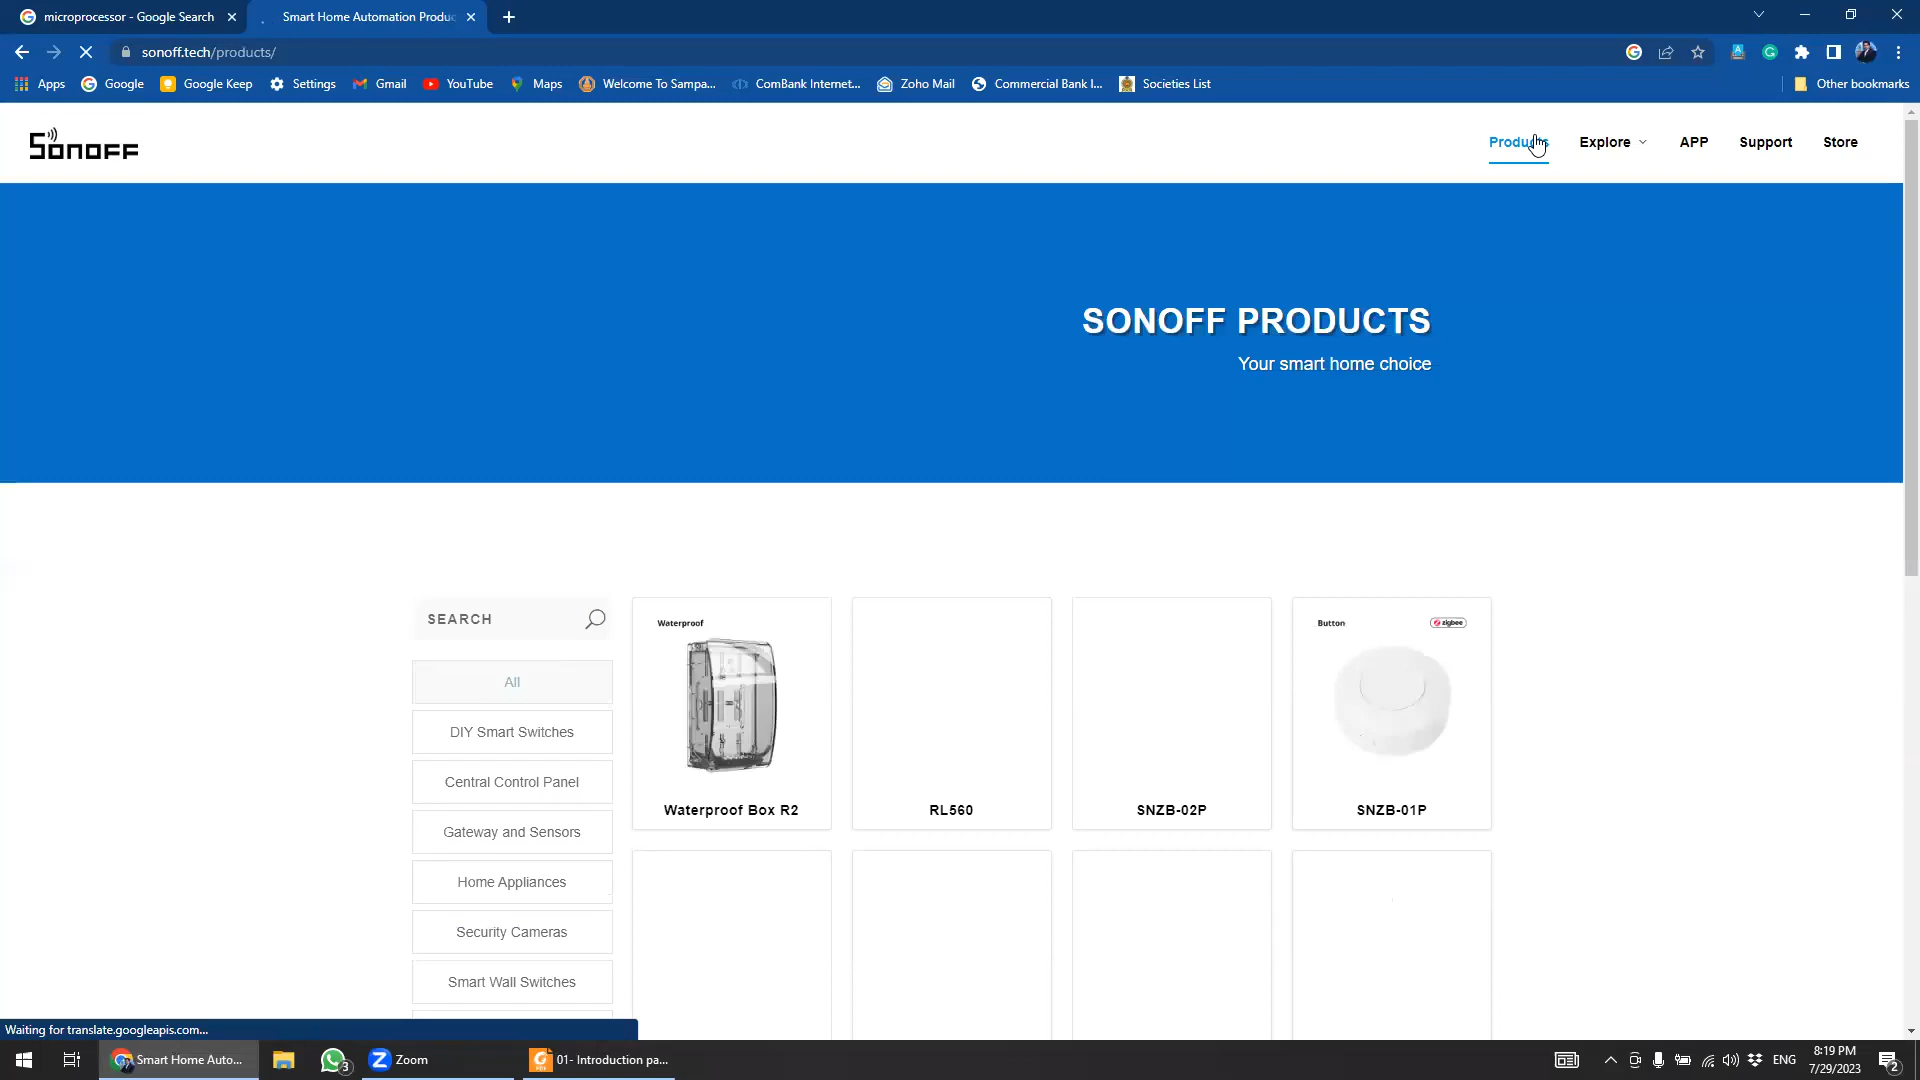 microprocessor - Google Search
Smart Home Automation Produc
sonoff.tech/products/
Apps
Google
Google Keep
Settings
Gmail
YouTube
Maps
Welcome To Sampa...
ComBank Internet...
Zoho Mail
Commercial Bank I...
Societies List
Other bookmarks
SONOFF
Products
Explore
APP
Support
Store
SONOFF PRODUCTS
Your smart home choice
SEARCH
All
DIY Smart Switches
Central Control Panel
Gateway and Sensors
Home Appliances
Security Cameras
Smart Wall Switches
Waterproof
Waterproof Box R2
RL560
SNZB-02P
Button
zigbee
SNZB-01P
Waiting for translate.googleapis.com...
Smart Home Auto...
3
Zoom
01- Introduction pa...
ENG
8:19 PM
7/29/2023
2